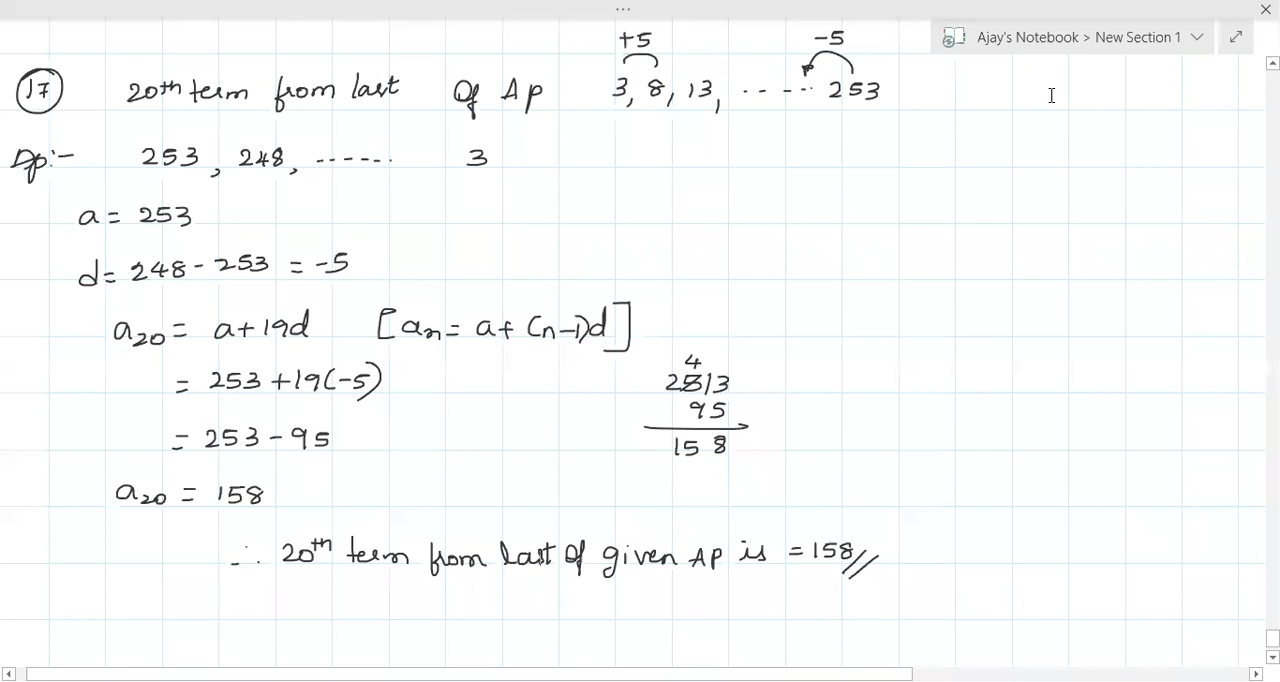 ...
Ajay's Notebook > New Section 1
+5 -5
17 20th term from last Of AP 3, 8, 13, ------ 253
Ap:- 253, 248, ------ 3
a = 253
d = 248 - 253 = -5
a20 = a+19d [an = a+ (n-1)d]
= 253 +19(-5)
= 253 - 95
4
2513
95
158
a20 = 158
∴ 20th term from last Of given AP is = 158//